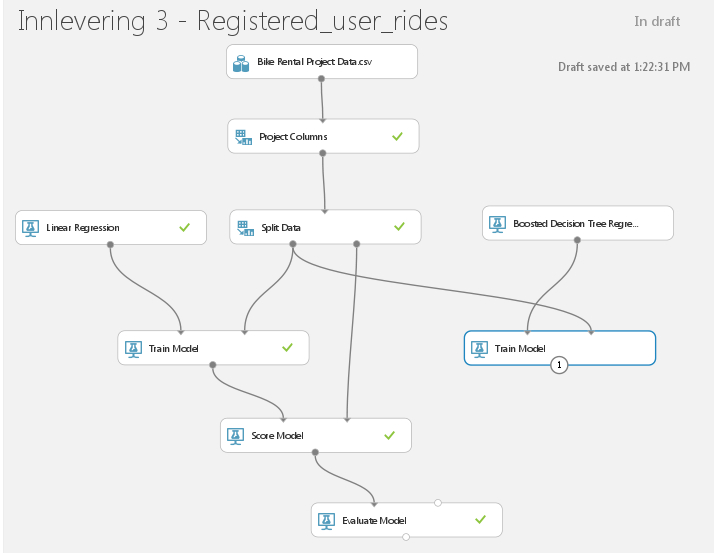 Innlevering 3 - Registered_user_rides
In draft
Bike Rental Project Data.csv
Draft saved at 1:22:31 PM
Project Columns
Linear Regression
Split Data
Boosted Decision Tree Regre...
Train Model
Train Model
1
Score Model
Evaluate Model